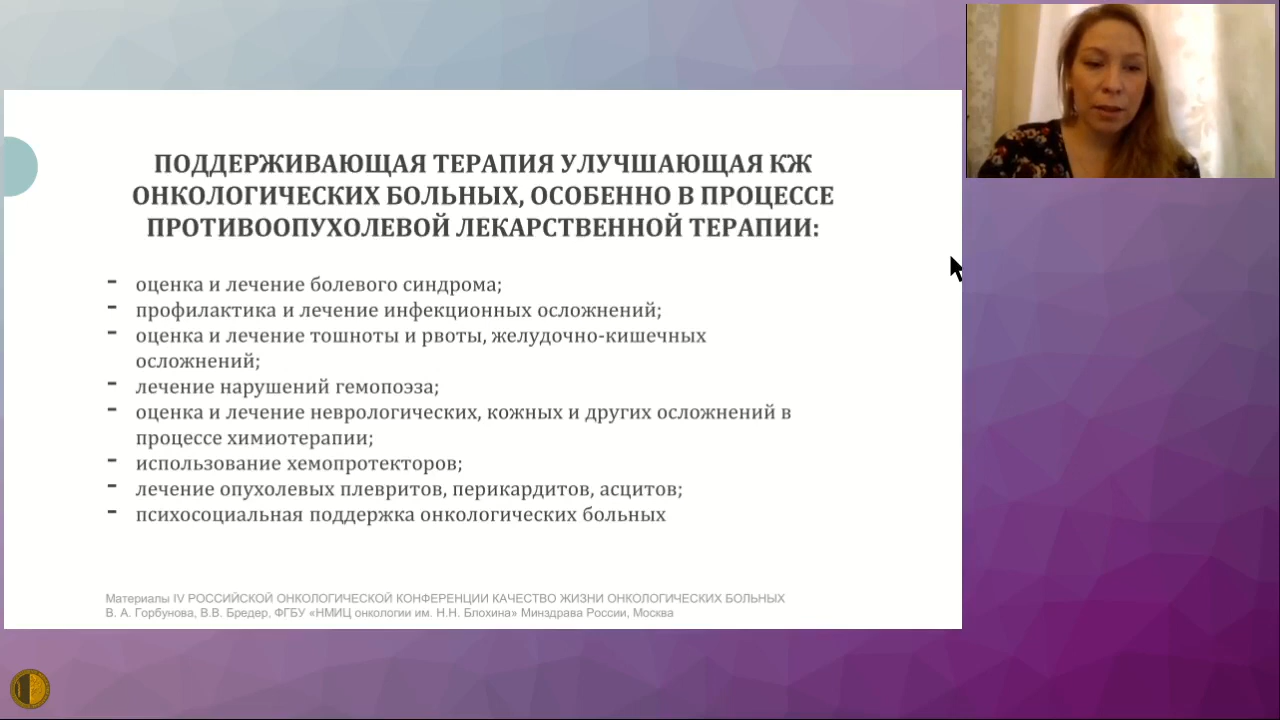 ПОДДЕРЖИВАЮЩАЯ ТЕРАПИЯ УЛУЧШАЮЩАЯ КЖ
ОНКОЛОГИЧЕСКИХ БОЛЬНЫХ, ОСОБЕННО В ПРОЦЕССЕ
ПРОТИВООПУХОЛЕВОЙ ЛЕКАРСТВЕННОЙ ТЕРАПИИ:
- оценка и лечение болевого синдрома;
- профилактика и лечение инфекционных осложнений;
- оценка и лечение тошноты и рвоты, желудочно-кишечных
осложнений;
- лечение нарушений гемопоэза;
- оценка и лечение неврологических, кожных и других осложнений в
процессе химиотерапии;
- использование хемопротекторов;
- лечение опухолевых плевритов, перикардитов, асцитов;
- психосоциальная поддержка онкологических больных
Материалы IV РОССИЙСКОЙ ОНКОЛОГИЧЕСКОЙ КОНФЕРЕНЦИИ КАЧЕСТВО ЖИЗНИ ОНКОЛОГИЧЕСКИХ БОЛЬНЫХ
В. А. Горбунова, В.В. Бредер, ФГБУ «НМИЦ онкологии им. Н.Н. Блохина» Минздрава России, Москва